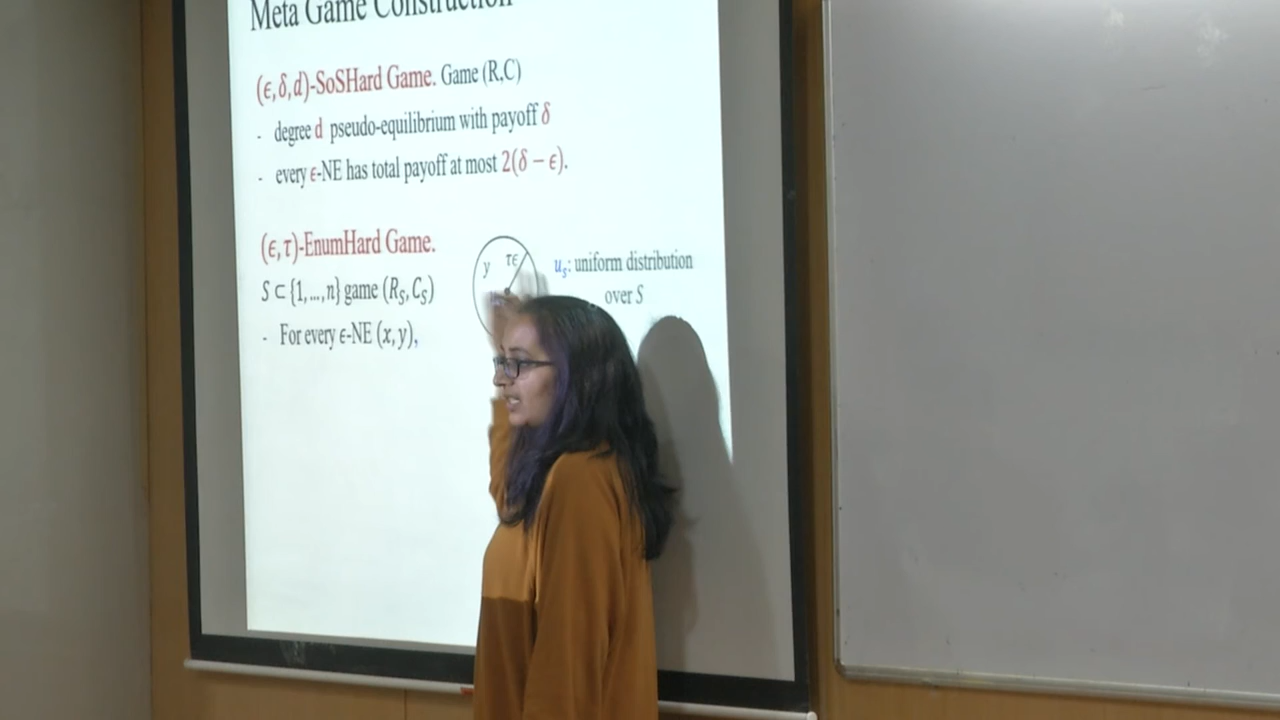 Meta Game Construction
(ϵ, δ, d)-SoSHard Game. Game (R,C)
- degree d pseudo-equilibrium with payoff δ
- every ϵ-NE has total payoff at most 2(δ − ϵ).
(ϵ, τ)-EnumHard Game.
S ⊂ {1, ..., n} game (R_S, C_S)
- For every ϵ-NE (x, y),
y τϵ
u_s: uniform distribution
over S